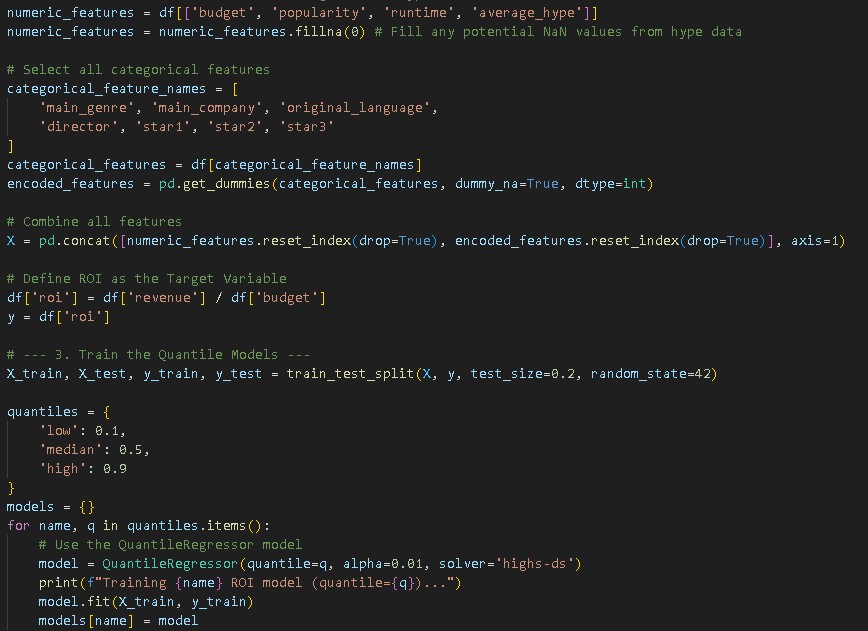 numeric_features = df[['budget', 'popularity', 'runtime', 'average_hype']]
numeric_features = numeric_features.fillna(0) # Fill any potential NaN values from hype data
# Select all categorical features
categorical_feature_names = [
    'main_genre', 'main_company', 'original_language',
    'director', 'star1', 'star2', 'star3'
]
categorical_features = df[categorical_feature_names]
encoded_features = pd.get_dummies(categorical_features, dummy_na=True, dtype=int)
# Combine all features
X = pd.concat([numeric_features.reset_index(drop=True), encoded_features.reset_index(drop=True)], axis=1)
# Define ROI as the Target Variable
df['roi'] = df['revenue'] / df['budget']
y = df['roi']
# --- 3. Train the Quantile Models ---
X_train, X_test, y_train, y_test = train_test_split(X, y, test_size=0.2, random_state=42)
quantiles = {
    'low': 0.1,
    'median': 0.5,
    'high': 0.9
}
models = {}
for name, q in quantiles.items():
    # Use the QuantileRegressor model
    model = QuantileRegressor(quantile=q, alpha=0.01, solver='highs-ds')
    print(f"Training {name} ROI model (quantile={q})...")
    model.fit(X_train, y_train)
    models[name] = model